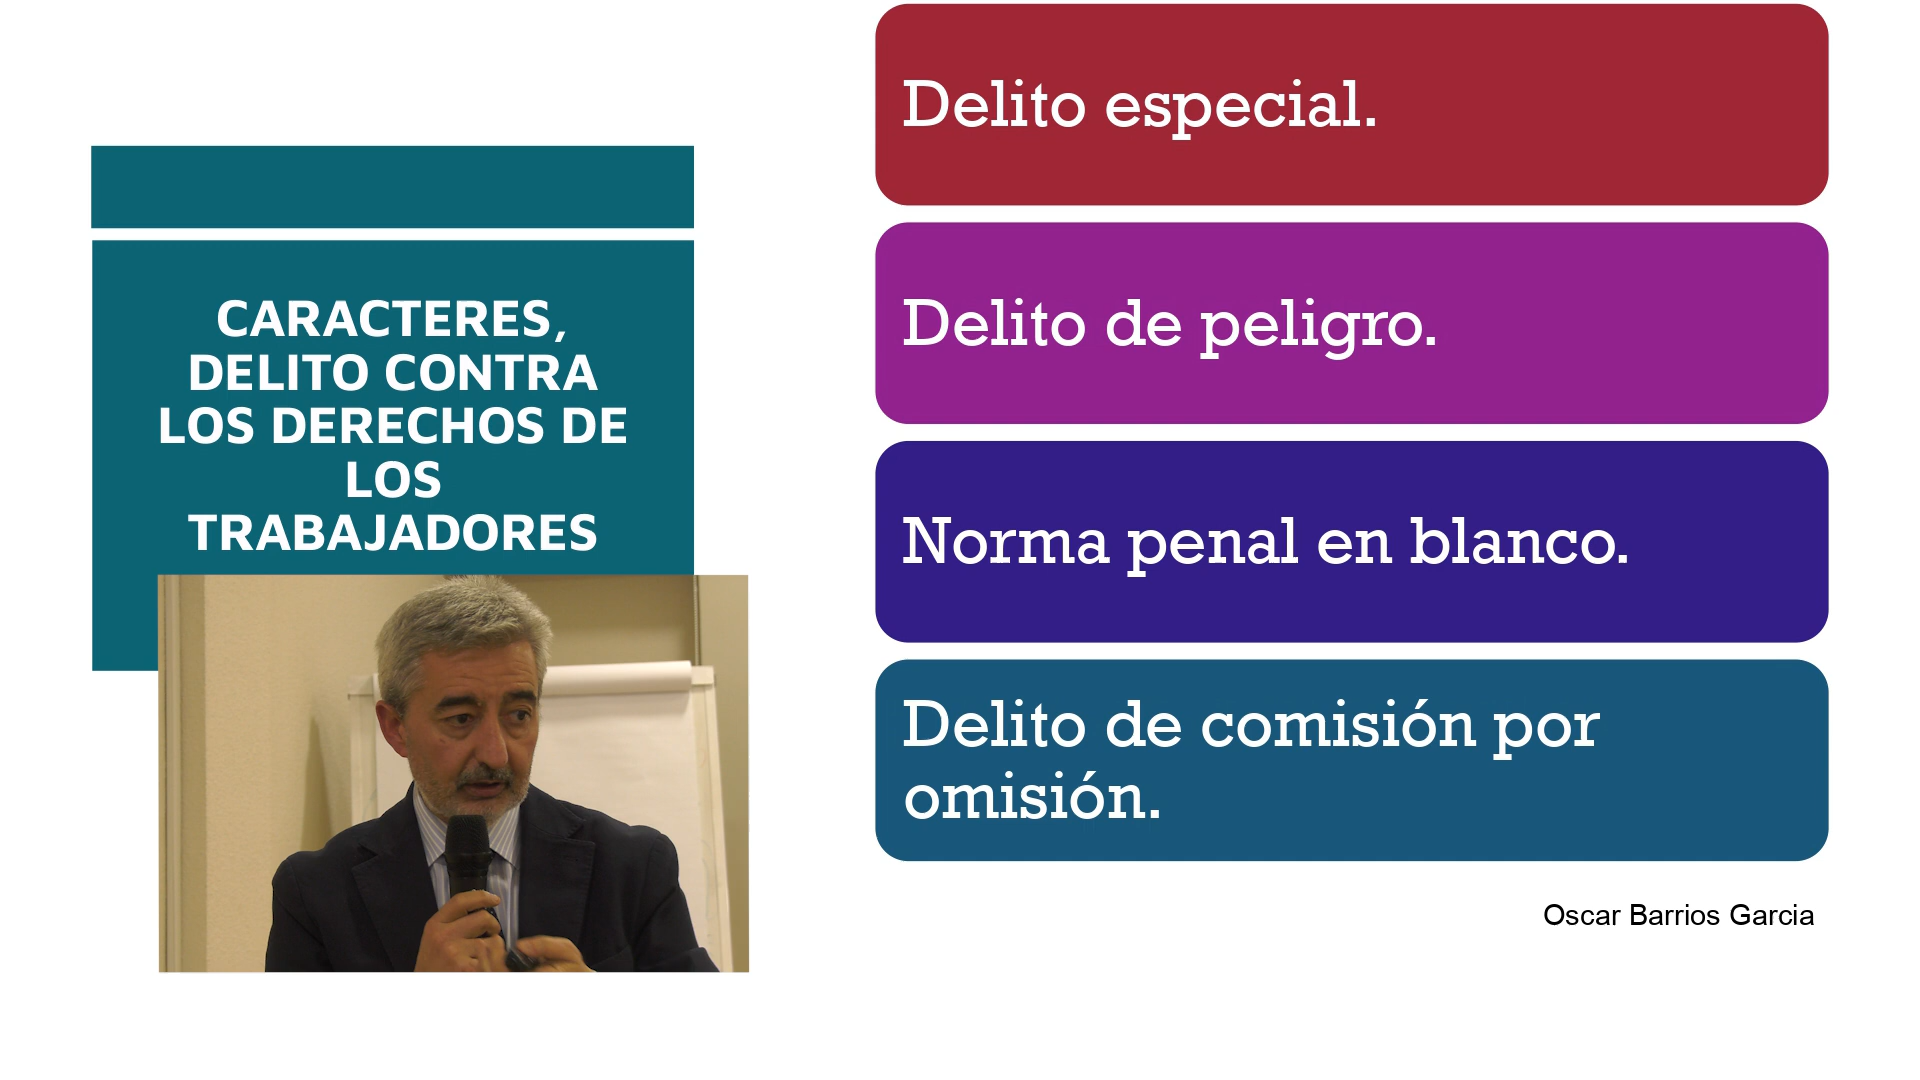 CARACTERES,
DELITO CONTRA
LOS DERECHOS DE
LOS
TRABAJADORES
Delito especial.
Delito de peligro.
Norma penal en blanco.
Delito de comisión por
omisión.
Oscar Barrios Garcia